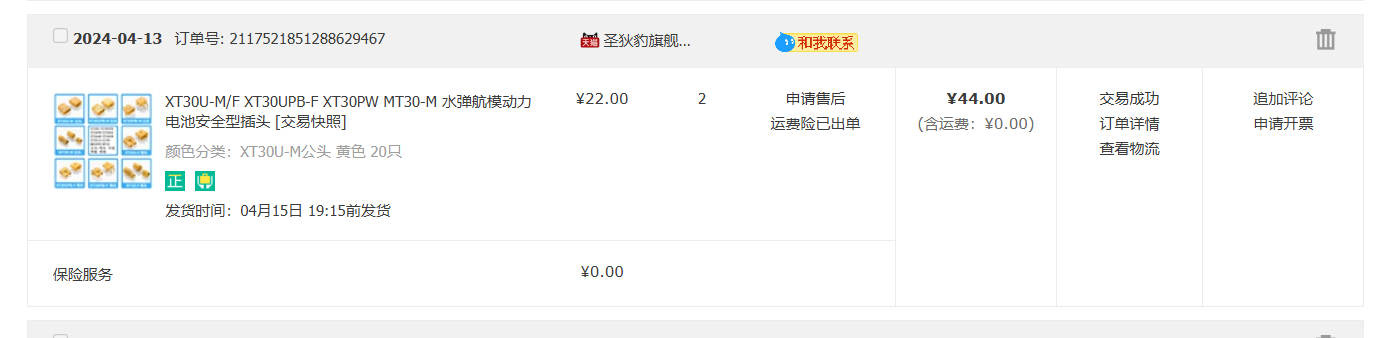 2024-04-13 订单号: 2117521851288629467 天猫 圣狄豹旗舰... 和我联系
XT30U-M/F XT30UPB-F XT30PW MT30-M 水弹航模动力 ¥22.00 2 申请售后 ¥44.00 交易成功 追加评论
电池安全型插头 [交易快照] 运费险已出单 (含运费：¥0.00) 订单详情 申请开票
颜色分类：XT30U-M公头 黄色 20只 查看物流
正
发货时间：04月15日 19:15前发货
保险服务 ¥0.00